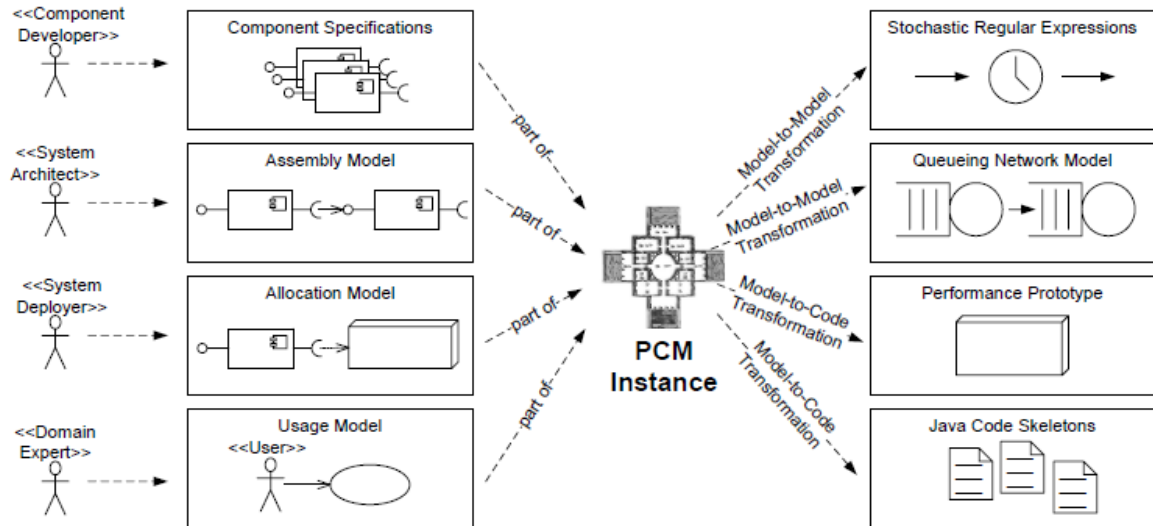 <<Component
Developer>>
Component Specifications
<<System
Architect>>
Assembly Model
<<System
Deployer>>
Allocation Model
<<Domain
Expert>>
Usage Model
<<User>>
part of
part of
part of
part of
PCM
Instance
Model-to-Model
Transformation
Model-to-Model
Transformation
Model-to-Code
Transformation
Model-to-Code
Transformation
Stochastic Regular Expressions
Queueing Network Model
Performance Prototype
Java Code Skeletons